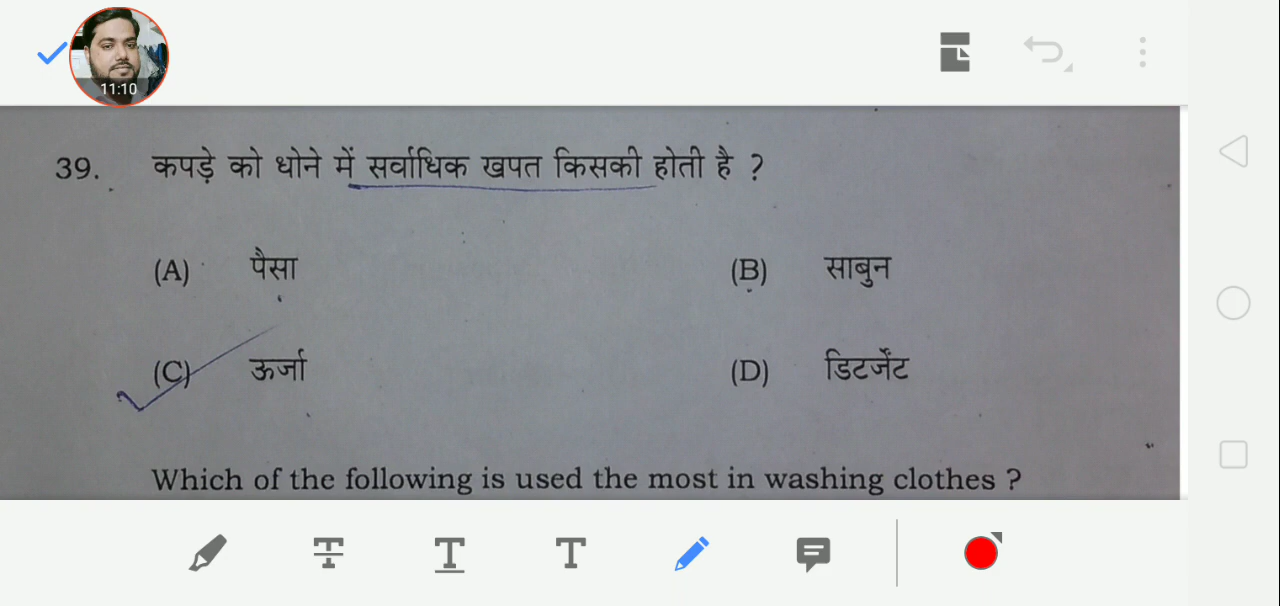 11:10
39. कपड़े को धोने में सर्वाधिक खपत किसकी होती है ?
(A) पैसा (B) साबुन
(C) ऊर्जा (D) डिटर्जेंट
Which of the following is used the most in washing clothes ?
T T T